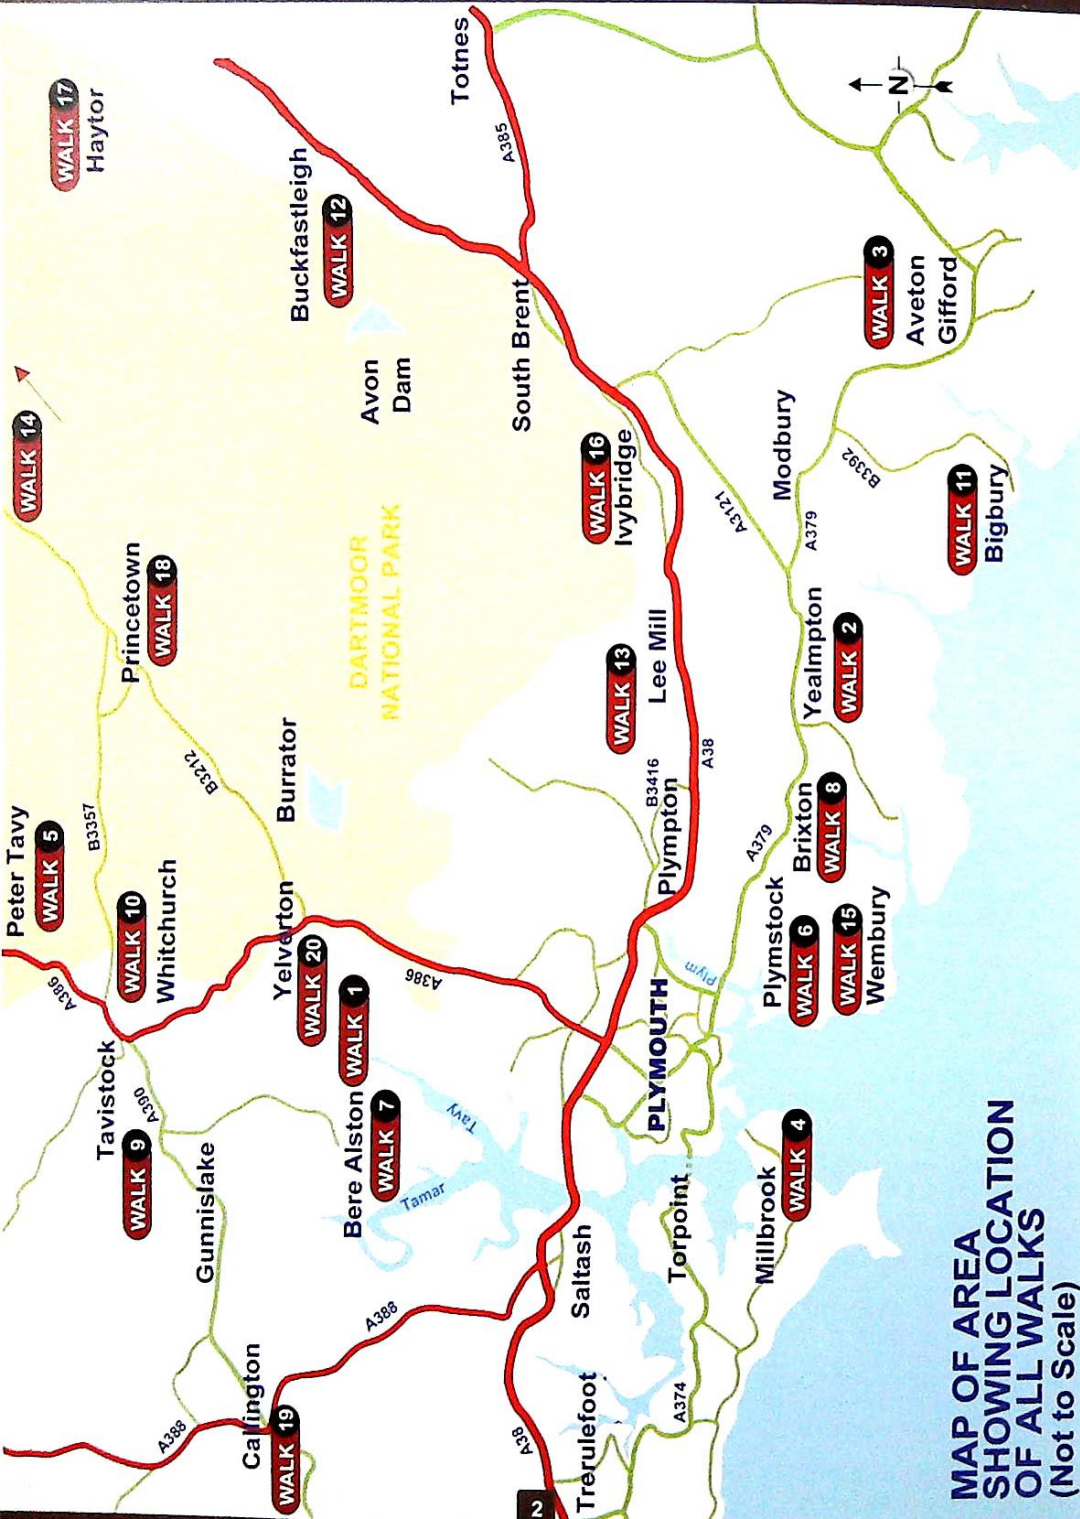 WALK 17
Haytor
WALK 14
Totnes
A385
Buckfastleigh
WALK 12
N
Princetown
WALK 18
Avon
Dam
South Brent
WALK 3
Aveton
Gifford
Peter Tavy
WALK 5
B3357
B3212
Burrator
DARTMOOR
NATIONAL PARK
WALK 16
Ivybridge
A3121
Modbury
A379
B3392
WALK 11
Bigbury
A386
WALK 10
Whitchurch
Yelverton
WALK 20
WALK 1
A386
WALK 13
Lee Mill
B3416
Plympton
A38
Yealmpton
WALK 2
A379
Brixton
WALK 8
Tavistock
WALK 9
A390
Gunnislake
Bere Alston
WALK 7
Tavy
Tamar
PLYMOUTH
Plym
Plymstock
WALK 6
WALK 15
Wembury
A388
A388
Callington
WALK 19
Saltash
Torpoint
Millbrook
WALK 4
A38
Trerulefoot
A374
2
MAP OF AREA
SHOWING LOCATION
OF ALL WALKS
(Not to Scale)